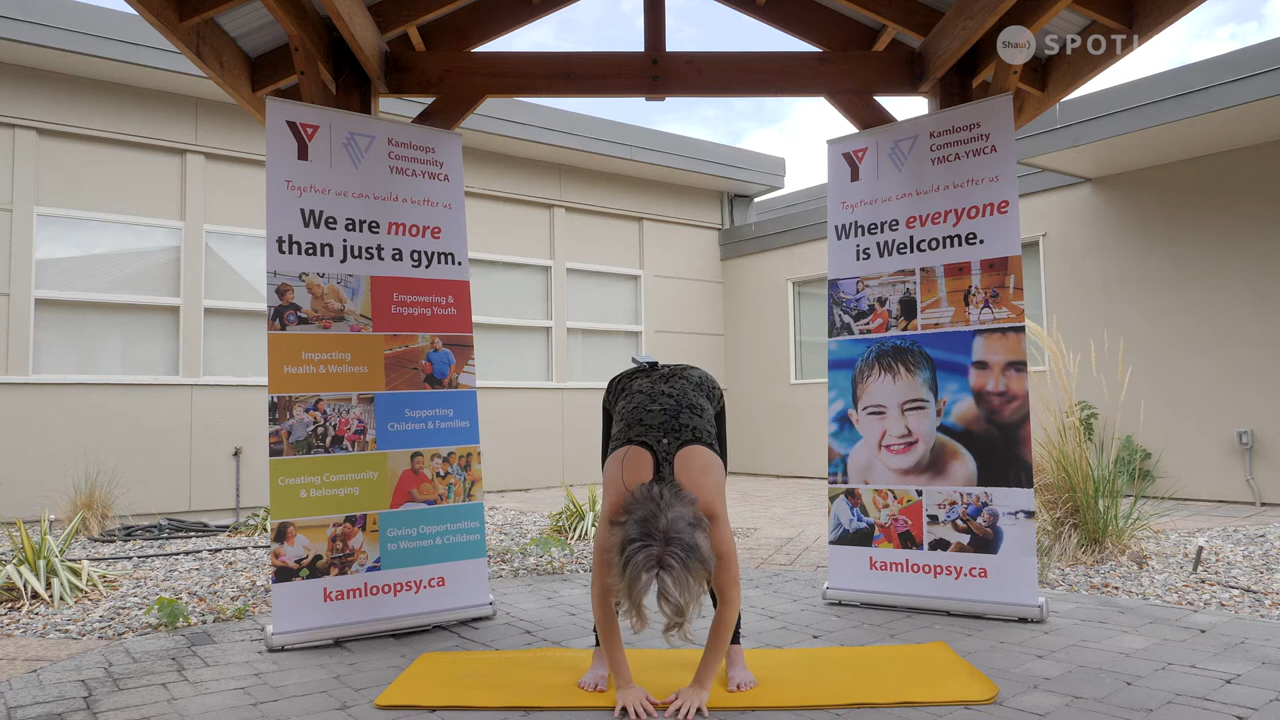 Shaw) SPOTL
Y
Kamloops
Community
YMCA-YWCA
Together we can build a better us
We are more
than just a gym.
Empowering &
Engaging Youth
Impacting
Health & Wellness
Supporting
Children & Families
Creating Community
& Belonging
Giving Opportunities
to Women & Children
kamloopsy.ca
Y
Kamloops
Community
YMCA-YWCA
Together we can build a better us
Where everyone
is Welcome.
kamloopsy.ca